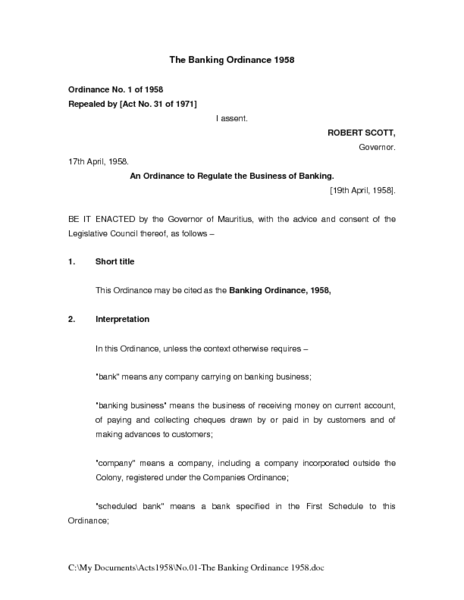 The Banking Ordinance 1958
Ordinance No. 1 of 1958
Repealed by [Act No. 31 of 1971]
I assent.
ROBERT SCOTT,
Governor.
17th April, 1958.
An Ordinance to Regulate the Business of Banking.
[19th April, 1958].
BE IT ENACTED by the Governor of Mauritius, with the advice and consent of the
Legislative Council thereof, as follows –
1. Short title
This Ordinance may be cited as the Banking Ordinance, 1958,
2. Interpretation
In this Ordinance, unless the context otherwise requires –
"bank" means any company carrying on banking business;
"banking business" means the business of receiving money on current account,
of paying and collecting cheques drawn by or paid in by customers and of
making advances to customers;
"company" means a company, including a company incorporated outside the
Colony, registered under the Companies Ordinance;
"scheduled bank" means a bank specified in the First Schedule to this
Ordinance;
C:\My Documents\Acts1958\No.01-The Banking Ordinance 1958.doc